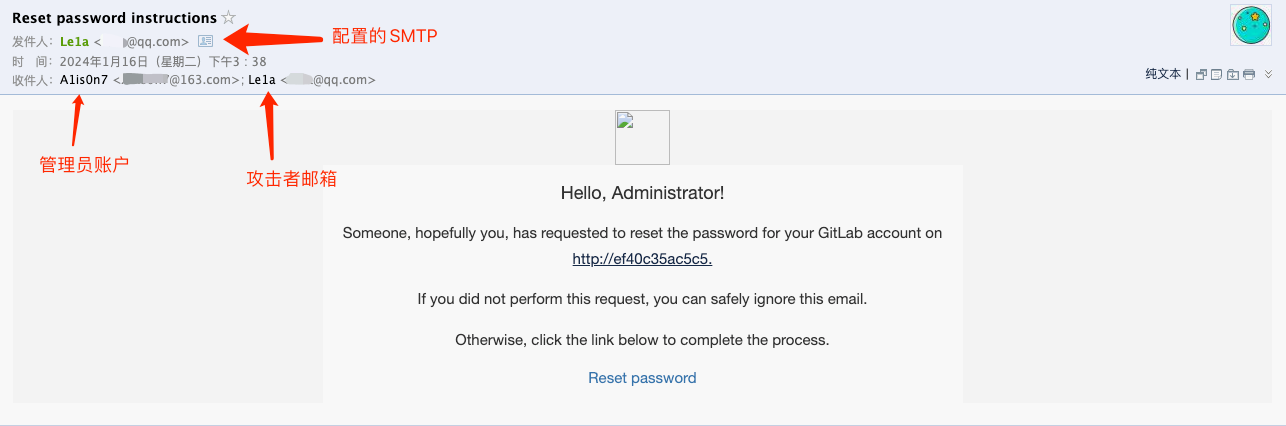 Reset password instructions
发件人：Le1a < @qq.com>
配置的SMTP
时 间：2024年1月16日（星期二）下午3：38
收件人：A1is0n7 < 7@163.com>; Le1a < @qq.com>
纯文本 |
管理员账户
攻击者邮箱
Hello, Administrator!
Someone, hopefully you, has requested to reset the password for your GitLab account on
http://ef40c35ac5c5.
If you did not perform this request, you can safely ignore this email.
Otherwise, click the link below to complete the process.
Reset password